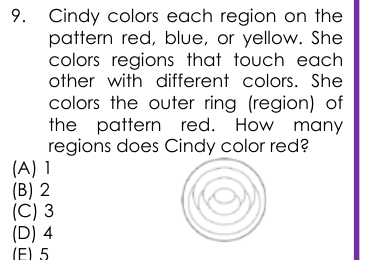 9. Cindy colors each region on the
pattern red, blue, or yellow. She
colors regions that touch each
other with different colors. She
colors the outer ring (region) of
the pattern red. How many
regions does Cindy color red?
(A) 1
(B) 2
(C) 3
(D) 4
(E) 5